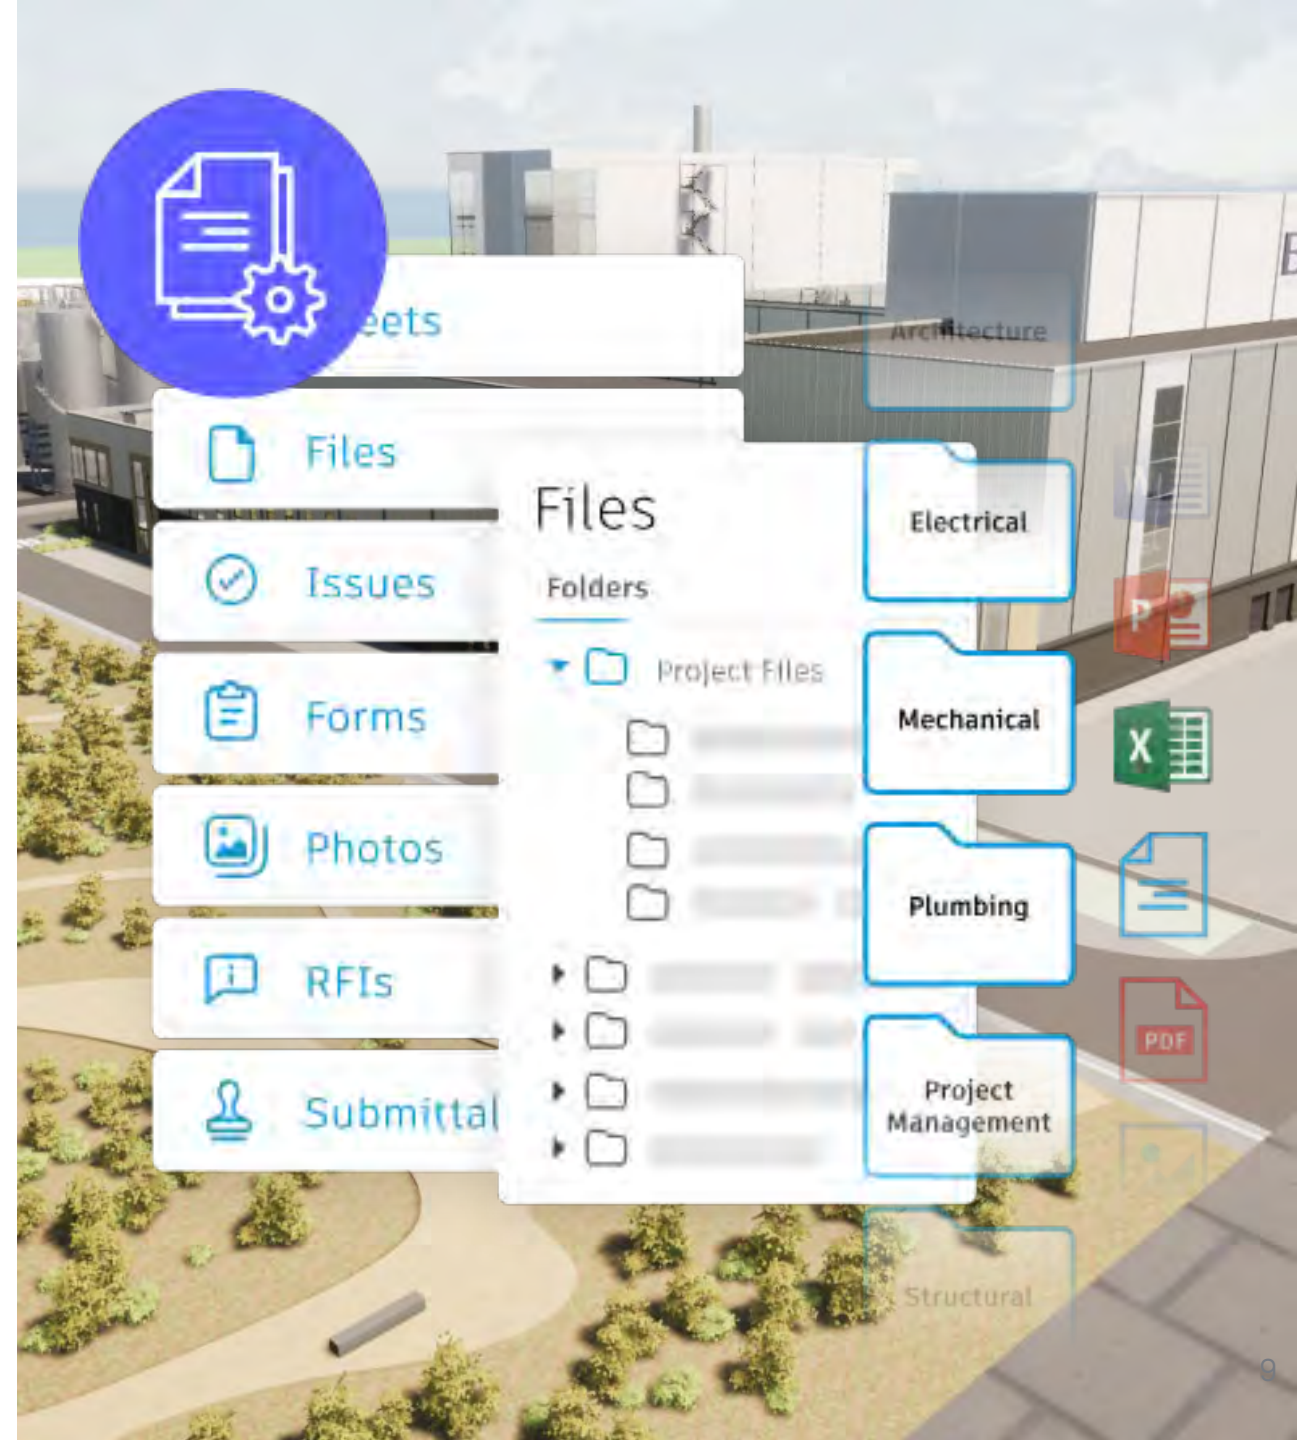 eets
Files
Issues
Forms
Photos
RFIs
Submittal
Files
Folders
Project Files
Architecture
Electrical
Mechanical
Plumbing
Project
Management
Structural
W
P
X
PDF
E
9